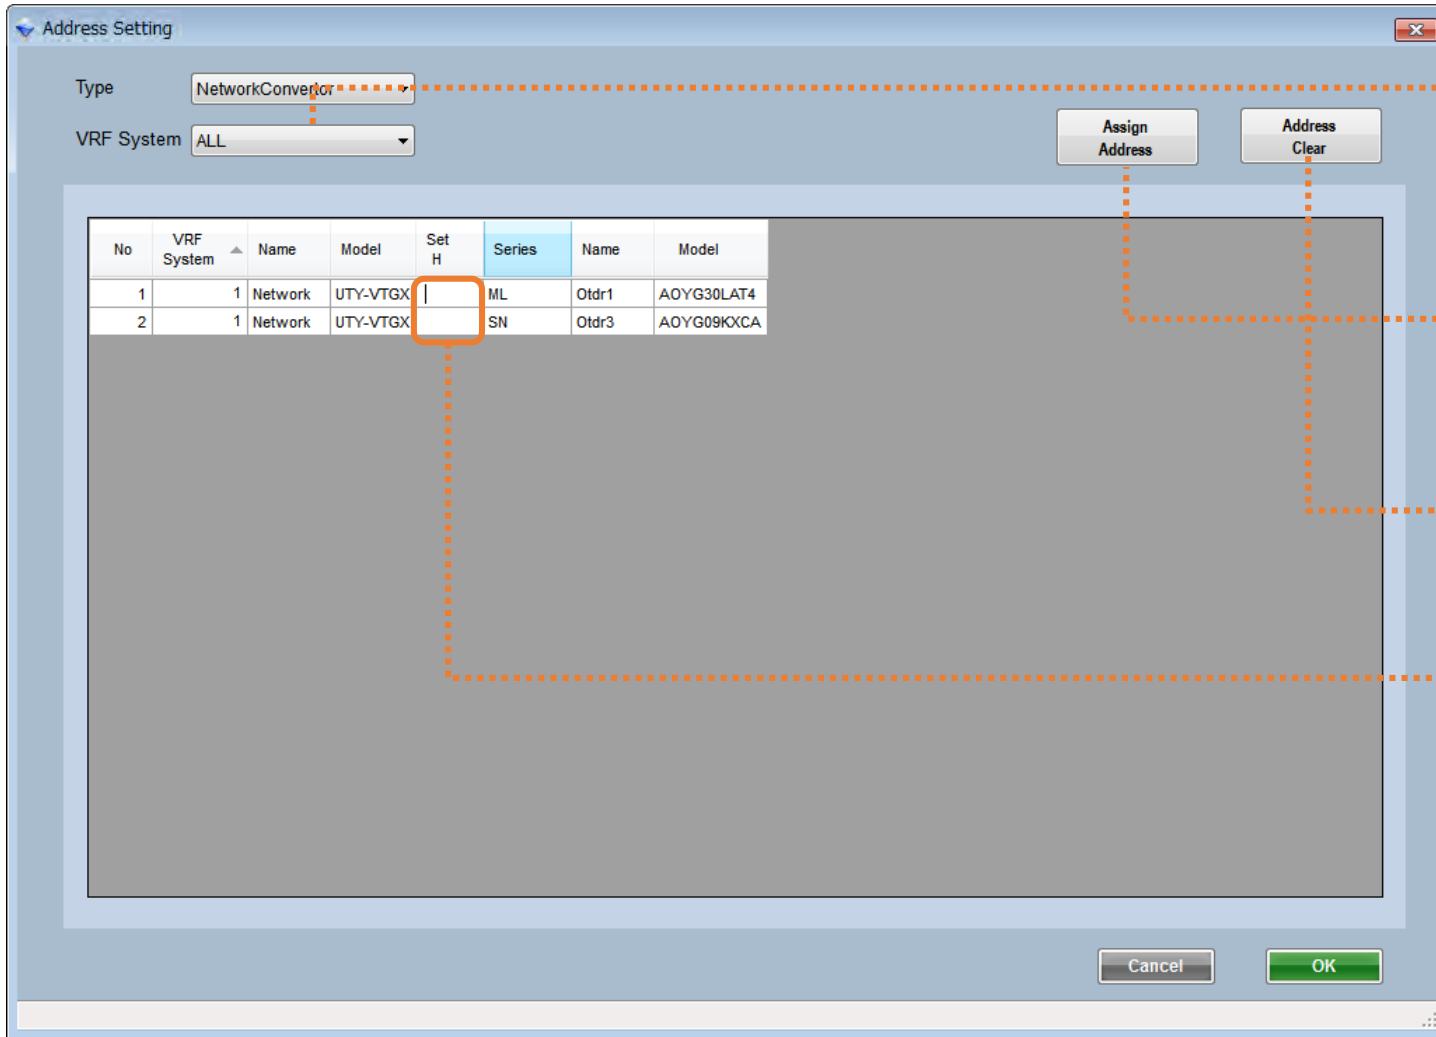 Address Setting
Type NetworkConvertor
VRF System ALL
Assign Address
Address Clear
No VRF System Name Model Set H Series Name Model
1 1 Network UTY-VTGX ML Otdr1 AOYG30LAT4
2 1 Network UTY-VTGX SN Otdr3 AOYG09KXCA
Cancel OK